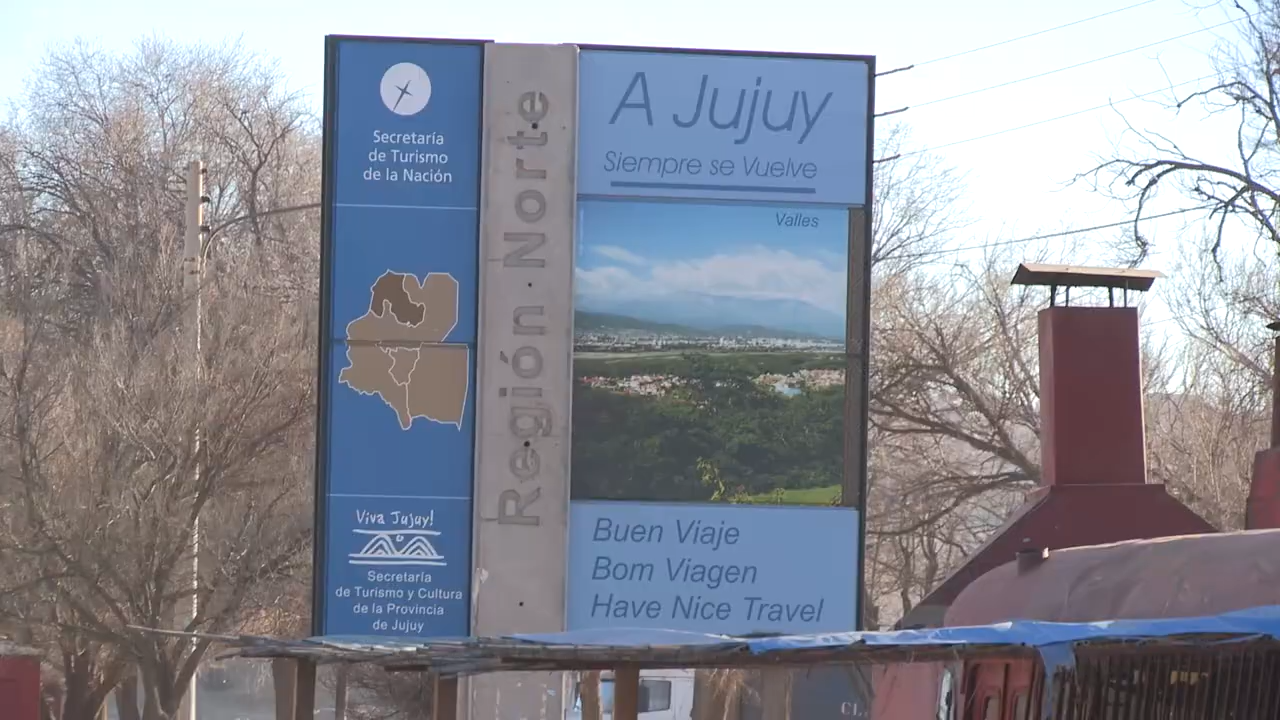 Secretaría
de Turismo
de la Nación
Viva Jujuy!
Secretaría
de Turismo y Cultura
de la Provincia
de Jujuy
Región Norte
A Jujuy
Siempre se Vuelve
Valles
Buen Viaje
Bom Viagen
Have Nice Travel
CL